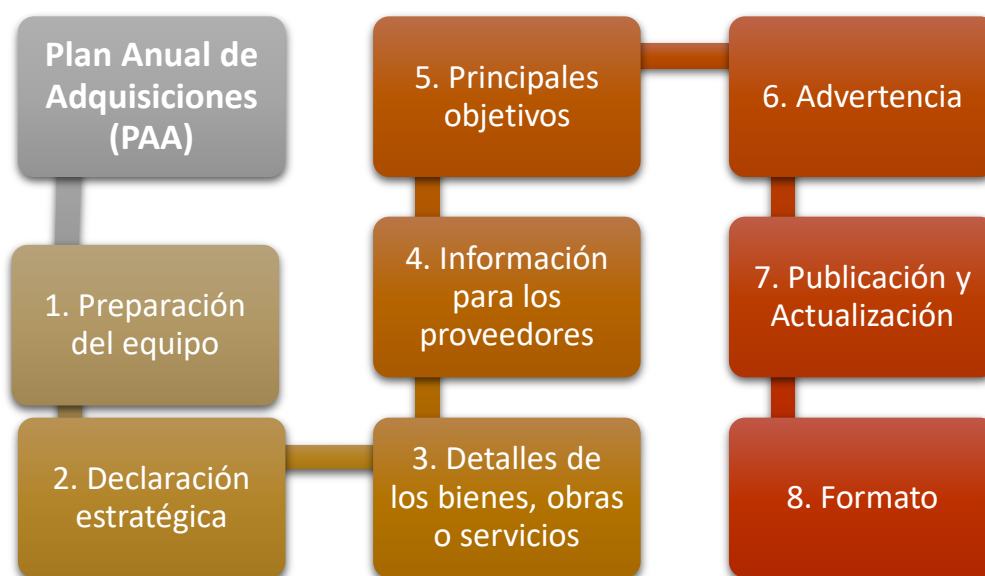 Plan Anual de
Adquisiciones
(PAA)
1. Preparación
del equipo
2. Declaración
estratégica
3. Detalles de
los bienes, obras
o servicios
4. Información
para los
proveedores
5. Principales
objetivos
6. Advertencia
7. Publicación y
Actualización
8. Formato